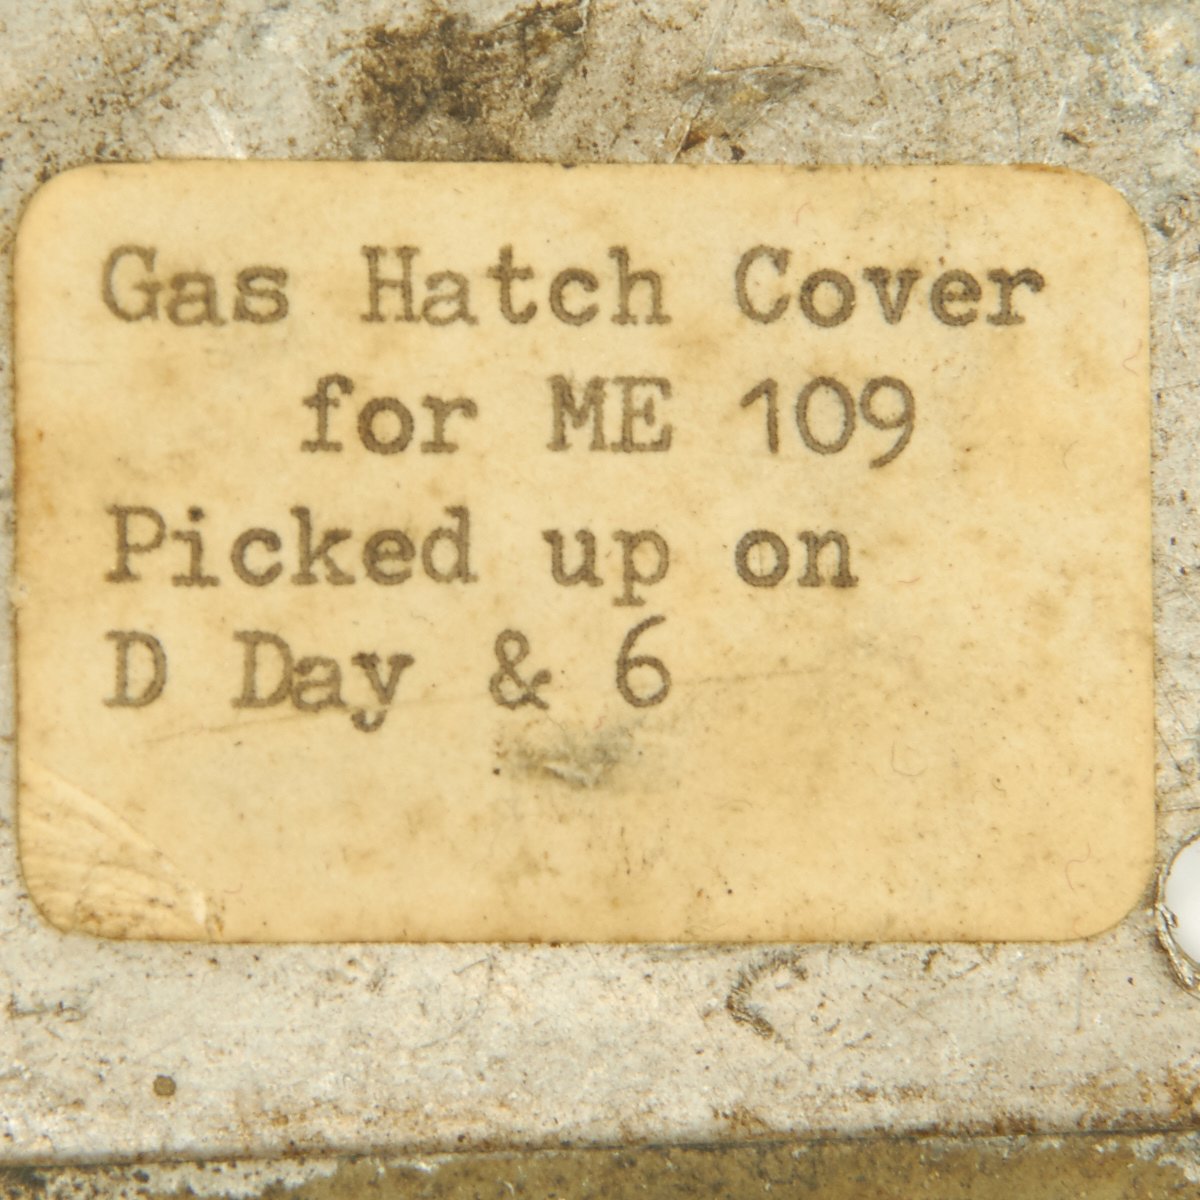 Gas Hatch Cover
for ME 109
Picked up on
D Day & 6